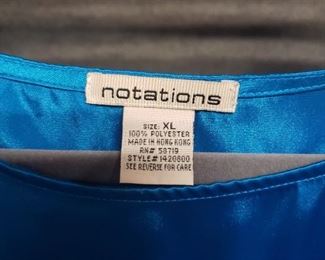 notations
SIZE: XL
100% POLYESTER
MADE IN HONG KONG
RN# 58719
STYLE# 1420800
SEE REVERSE FOR CARE